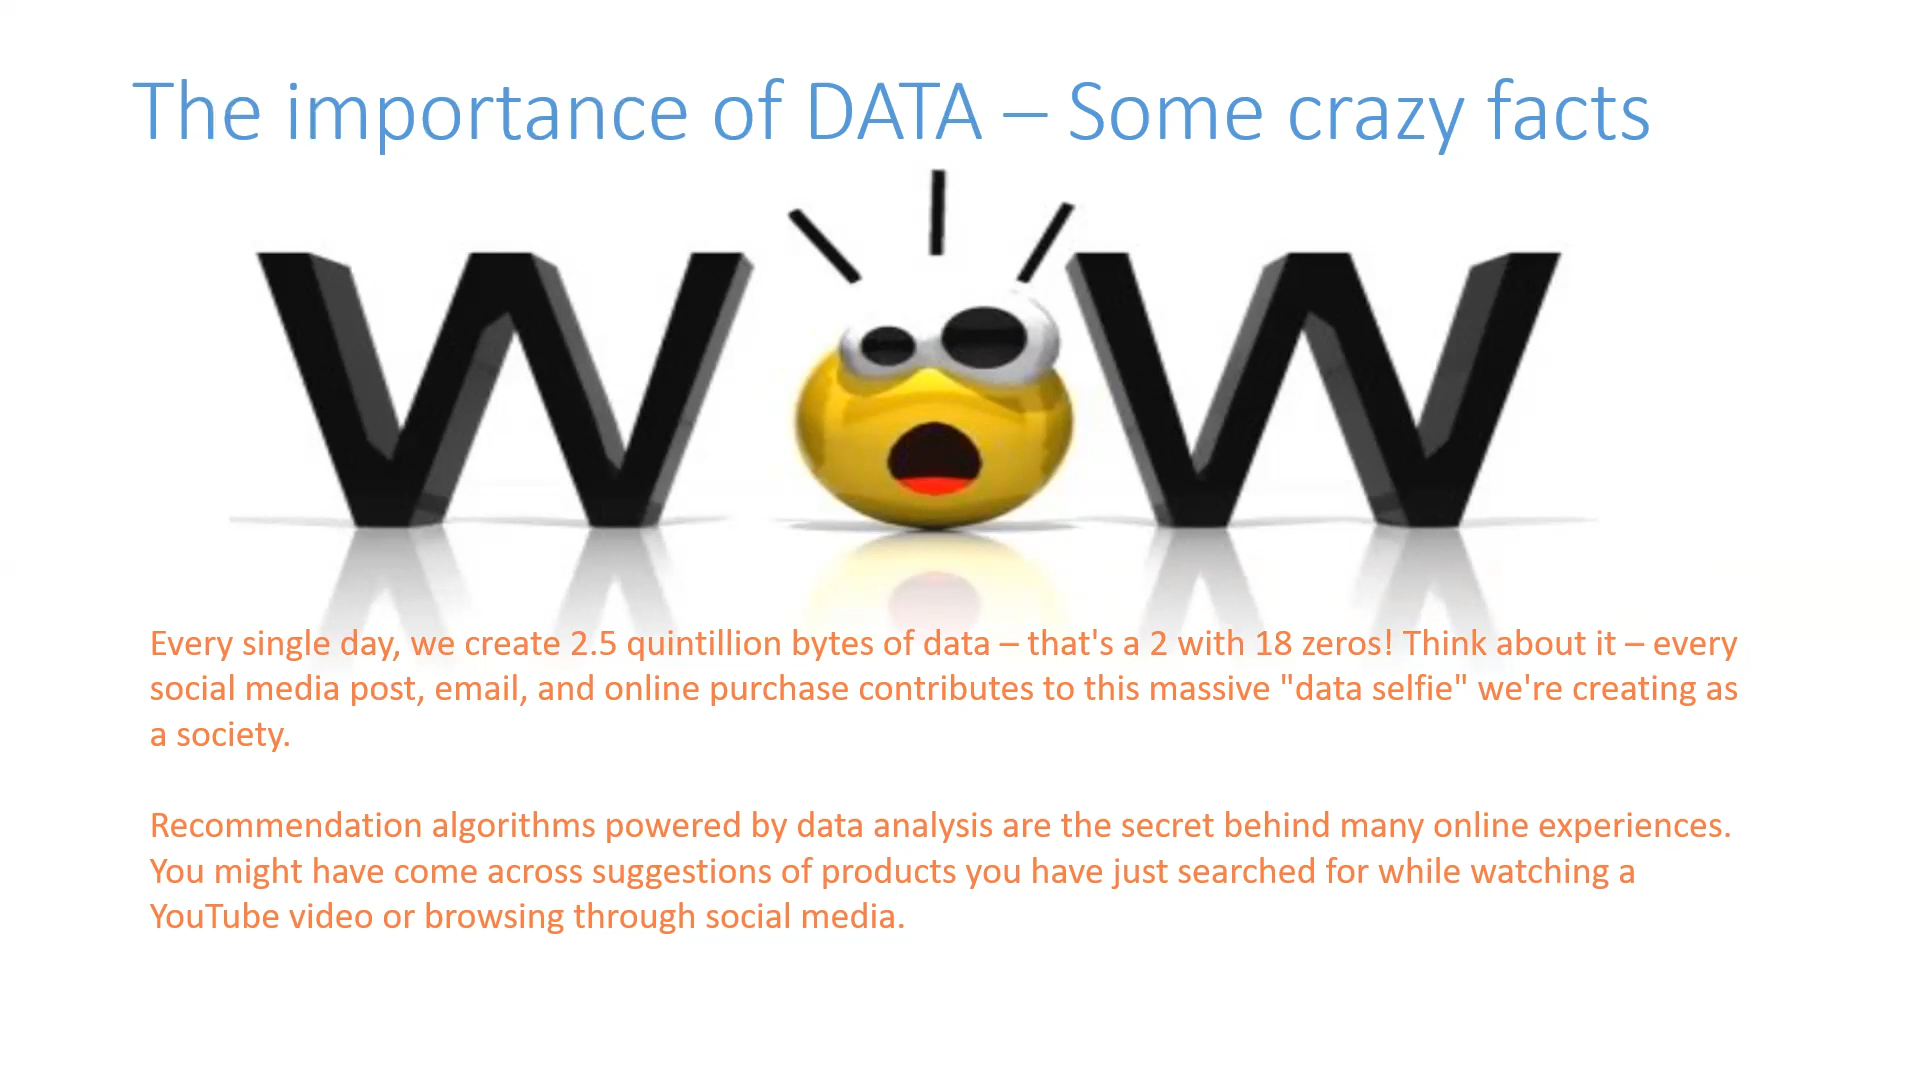 The importance of DATA – Some crazy facts
W W
Every single day, we create 2.5 quintillion bytes of data – that's a 2 with 18 zeros! Think about it – every
social media post, email, and online purchase contributes to this massive "data selfie" we're creating as
a society.
Recommendation algorithms powered by data analysis are the secret behind many online experiences.
You might have come across suggestions of products you have just searched for while watching a
YouTube video or browsing through social media.